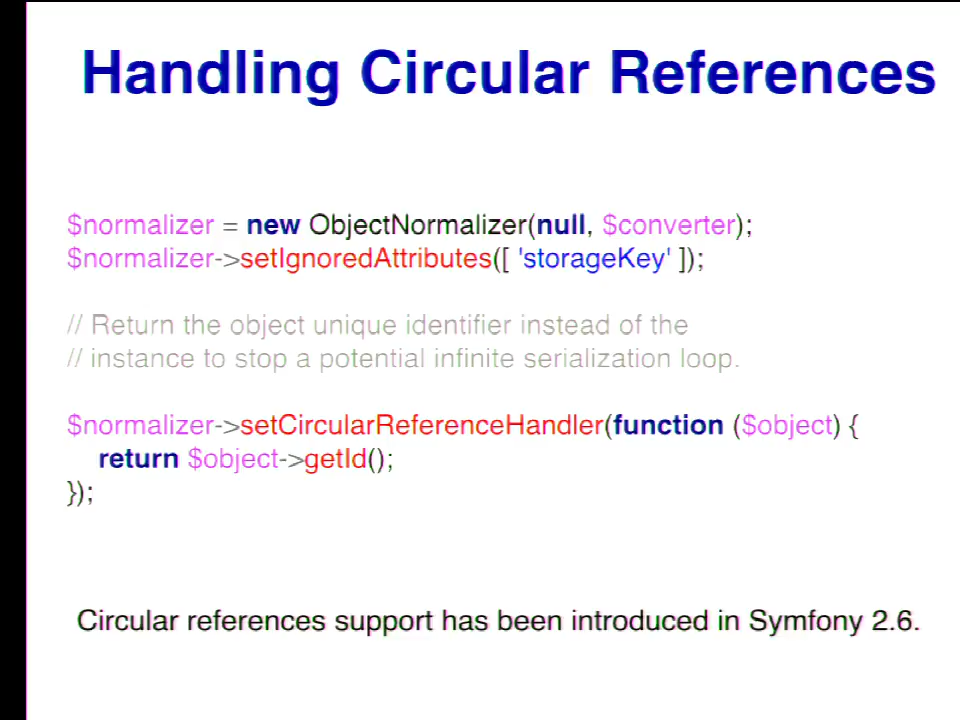 Handling Circular References
$normalizer = new ObjectNormalizer(null, $converter);
$normalizer->setIgnoredAttributes([ 'storageKey' ]);
// Return the object unique identifier instead of the
// instance to stop a potential infinite serialization loop.
$normalizer->setCircularReferenceHandler(function ($object) {
    return $object->getId();
});
Circular references support has been introduced in Symfony 2.6.